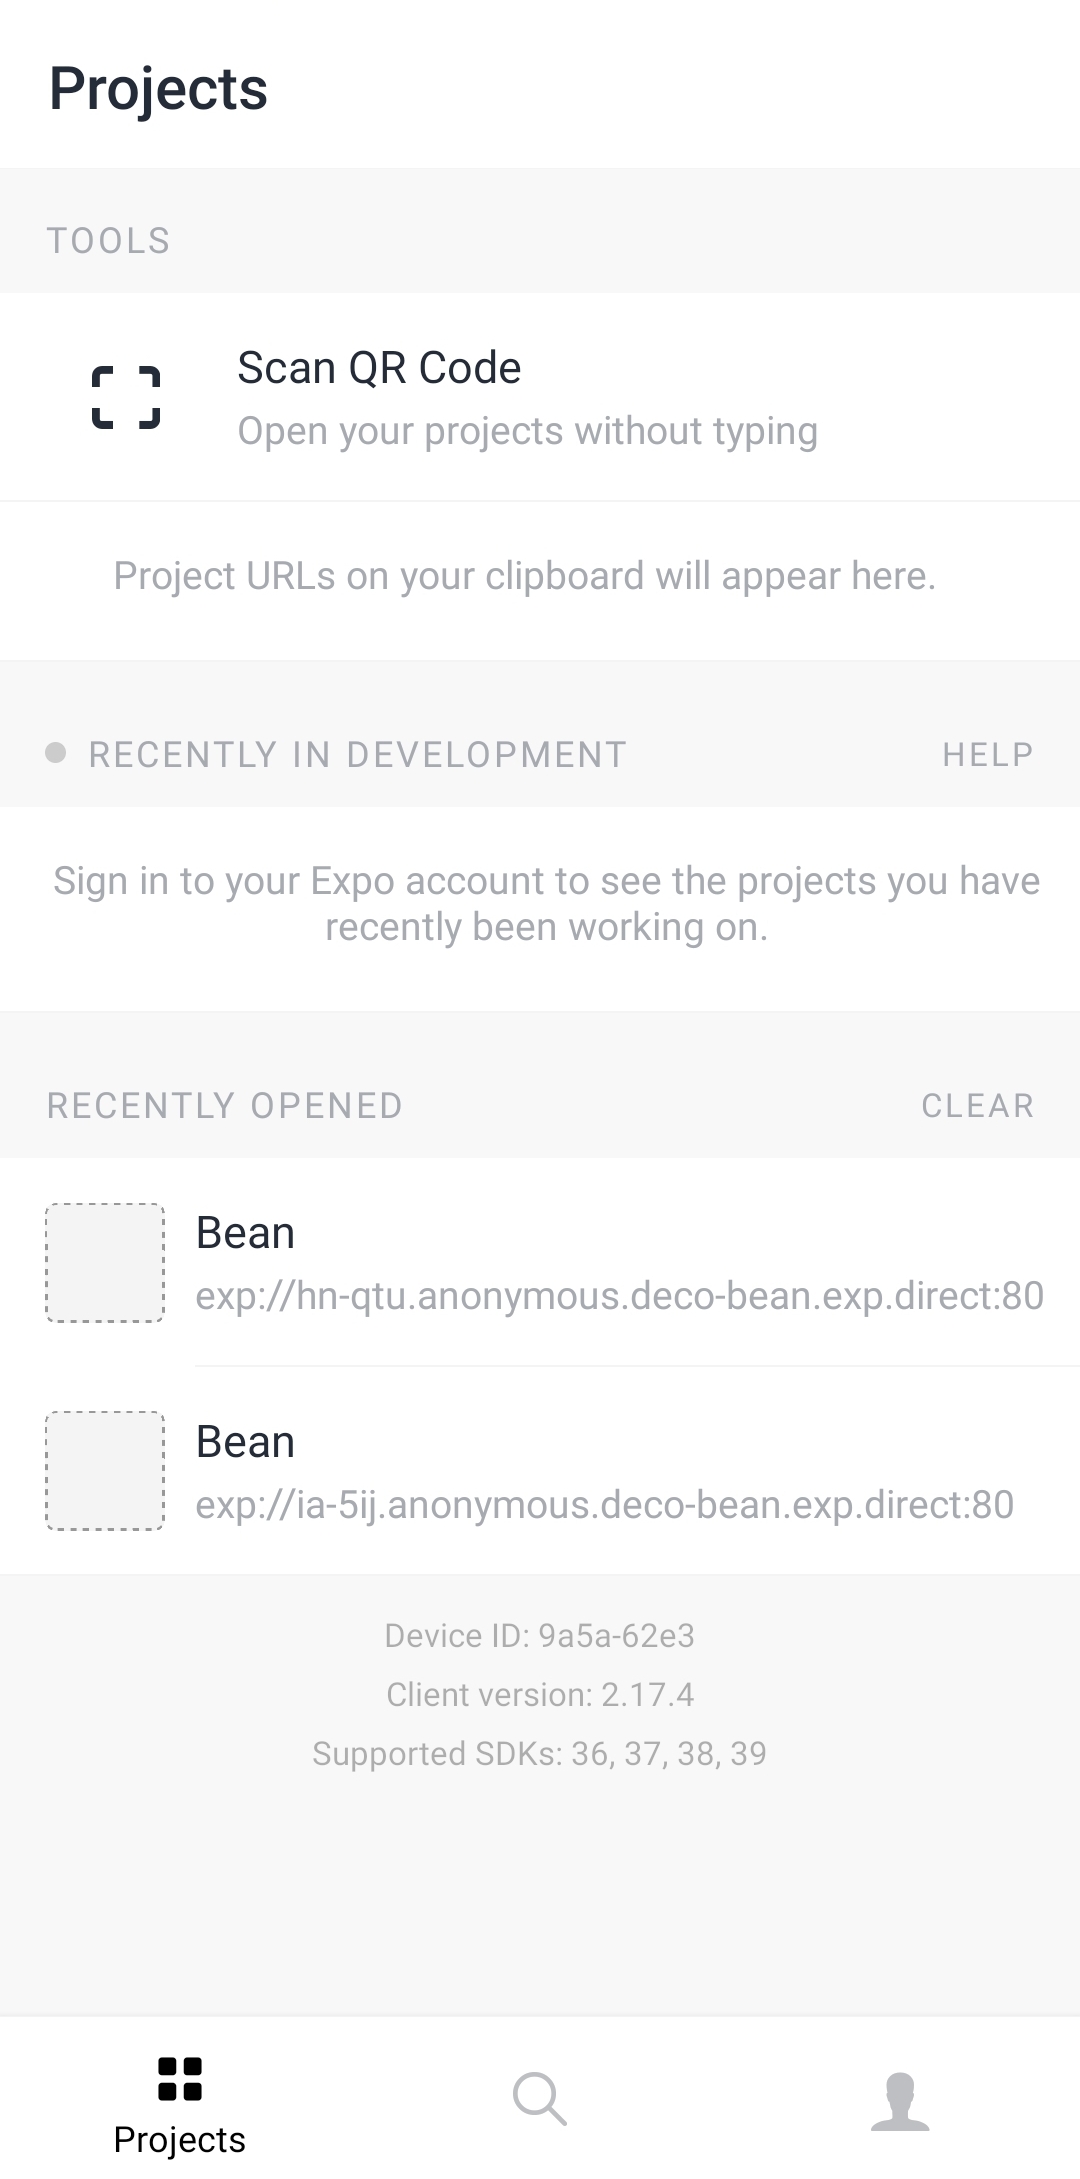 Projects
TOOLS
Scan QR Code
Open your projects without typing
Project URLs on your clipboard will appear here.
RECENTLY IN DEVELOPMENT
HELP
Sign in to your Expo account to see the projects you have
recently been working on.
RECENTLY OPENED
CLEAR
Bean
exp://hn-qtu.anonymous.deco-bean.exp.direct:80
Bean
exp://ia-5ij.anonymous.deco-bean.exp.direct:80
Device ID: 9a5a-62e3
Client version: 2.17.4
Supported SDKs: 36, 37, 38, 39
Projects